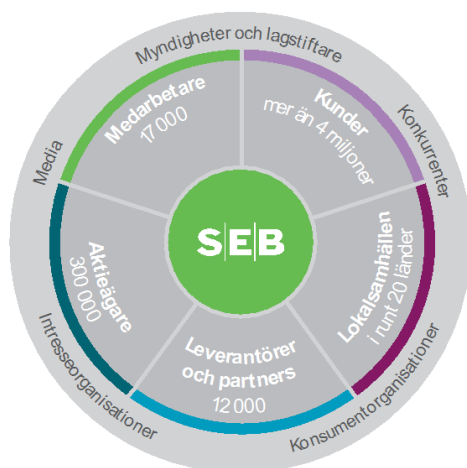 Myndigheter och lagstiftare
Konkurrenter
Konsumentorganisationer
Intresseorganisationer
Media
Medarbetare
17 000
Kunder
mer än 4 miljoner
Lokalsamhällen
i runt 20 länder
Leverantörer
och partners
12 000
Aktieägare
300 000
S|E|B